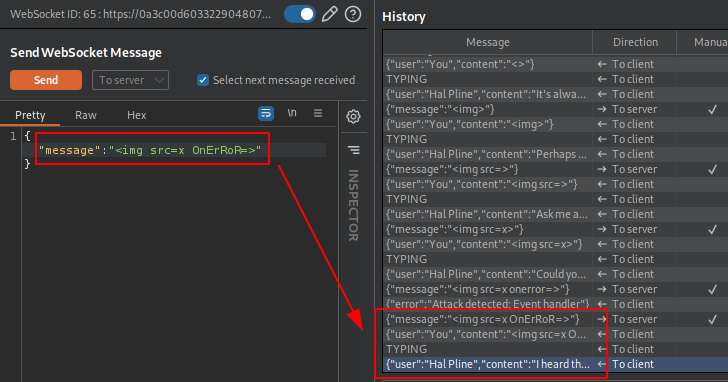 WebSocket ID: 65 : https://0a3c00d603322904807...
Send WebSocket Message
Send To server Select next message received
Pretty Raw Hex \n
1 {
"message":"<img src=x OnErRoR=>"
}
INSPECTOR
History
Message Direction Manua
{"user":"You","content":"<>"} ← To client
TYPING ← To client
{"user":"Hal Pline","content":"It's alwa... ← To client
{"message":"<img>"} → To server ✓
{"user":"You","content":"<img>"} ← To client
TYPING ← To client
{"user":"Hal Pline","content":"Perhaps ... ← To client
{"message":"<img src=>"} → To server ✓
{"user":"You","content":"<img src=>"} ← To client
TYPING ← To client
{"user":"Hal Pline","content":"Ask me a... ← To client
{"message":"<img src=x>"} → To server ✓
{"user":"You","content":"<img src=x>"} ← To client
TYPING ← To client
{"user":"Hal Pline","content":"Could yo... ← To client
{"message":"<img src=x onerror=>"} → To server ✓
{"error":"Attack detected: Event handler"} ← To client
{"message":"<img src=x OnErRoR=>"} → To server ✓
{"user":"You","content":"<img src=x O... ← To client
TYPING ← To client
{"user":"Hal Pline","content":"I heard th... ← To client